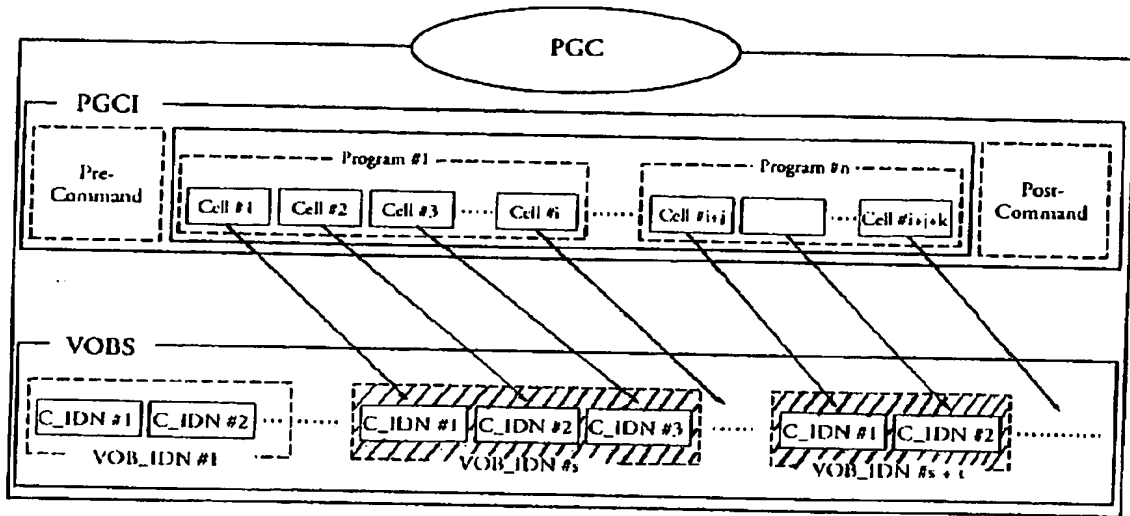 PGC
PGCI
Pre-
Command
Program #1
Cell #1 Cell #2 Cell #3 ...... Cell #i ......
Program #n
Cell #i+j .... Cell #i+j+k
Post-
Command
VOBS
C_IDN #1 C_IDN #2 ........
VOB_IDN #1
C_IDN #1 C_IDN #2 C_IDN #3 ......
VOB_IDN #s
C_IDN #1 C_IDN #2 ............
VOB_IDN #s +